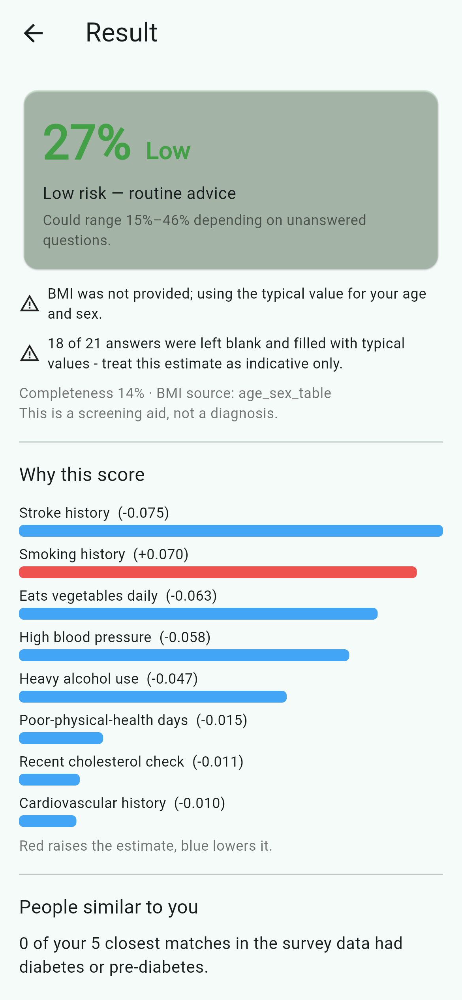 Result
27% Low
Low risk — routine advice
Could range 15%–46% depending on unanswered
questions.
BMI was not provided; using the typical value for your age
and sex.
18 of 21 answers were left blank and filled with typical
values - treat this estimate as indicative only.
Completeness 14% · BMI source: age_sex_table
This is a screening aid, not a diagnosis.
Why this score
Stroke history (-0.075)
Smoking history (+0.070)
Eats vegetables daily (-0.063)
High blood pressure (-0.058)
Heavy alcohol use (-0.047)
Poor-physical-health days (-0.015)
Recent cholesterol check (-0.011)
Cardiovascular history (-0.010)
Red raises the estimate, blue lowers it.
People similar to you
0 of your 5 closest matches in the survey data had
diabetes or pre-diabetes.